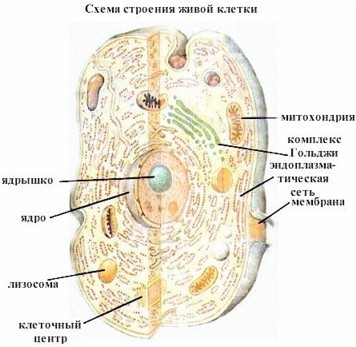 Схема строения живой клетки
митохондрия
комплекс
Гольджи
эндоплазма-
тическая
сеть
мембрана
ядрышко
ядро
лизосома
клеточный
центр